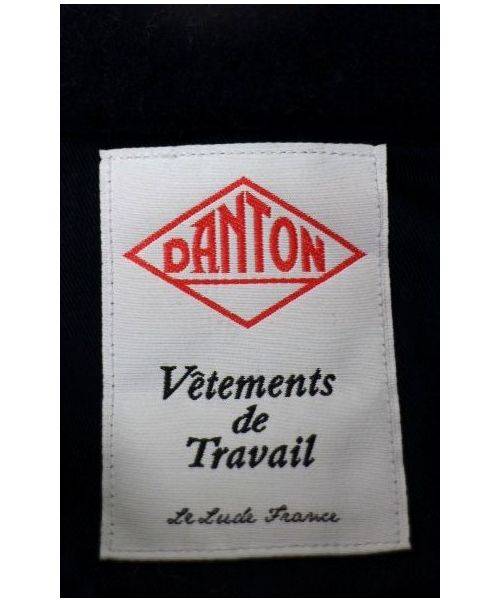 DANTON
Vêtements
de
Travail
Le Lude France